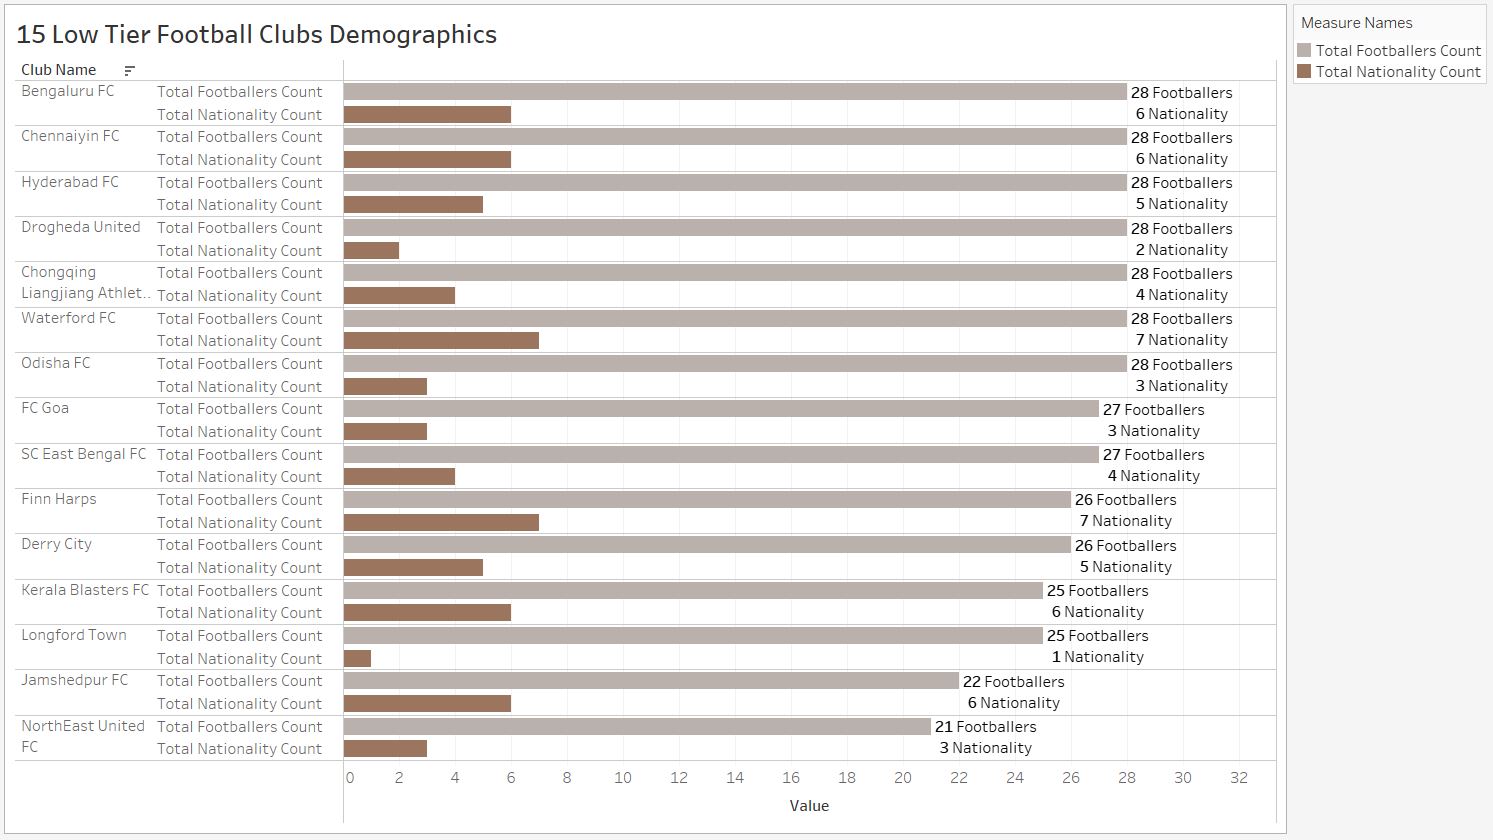 15 Low Tier Football Clubs Demographics
Measure Names
Total Footballers Count
Total Nationality Count
Club Name
Bengaluru FC Total Footballers Count 28 Footballers
Total Nationality Count 6 Nationality
Chennaiyin FC Total Footballers Count 28 Footballers
Total Nationality Count 6 Nationality
Hyderabad FC Total Footballers Count 28 Footballers
Total Nationality Count 5 Nationality
Drogheda United Total Footballers Count 28 Footballers
Total Nationality Count 2 Nationality
Chongqing Total Footballers Count 28 Footballers
Liangjiang Athlet.. Total Nationality Count 4 Nationality
Waterford FC Total Footballers Count 28 Footballers
Total Nationality Count 7 Nationality
Odisha FC Total Footballers Count 28 Footballers
Total Nationality Count 3 Nationality
FC Goa Total Footballers Count 27 Footballers
Total Nationality Count 3 Nationality
SC East Bengal FC Total Footballers Count 27 Footballers
Total Nationality Count 4 Nationality
Finn Harps Total Footballers Count 26 Footballers
Total Nationality Count 7 Nationality
Derry City Total Footballers Count 26 Footballers
Total Nationality Count 5 Nationality
Kerala Blasters FC Total Footballers Count 25 Footballers
Total Nationality Count 6 Nationality
Longford Town Total Footballers Count 25 Footballers
Total Nationality Count 1 Nationality
Jamshedpur FC Total Footballers Count 22 Footballers
Total Nationality Count 6 Nationality
NorthEast United Total Footballers Count 21 Footballers
FC Total Nationality Count 3 Nationality
0 2 4 6 8 10 12 14 16 18 20 22 24 26 28 30 32
Value